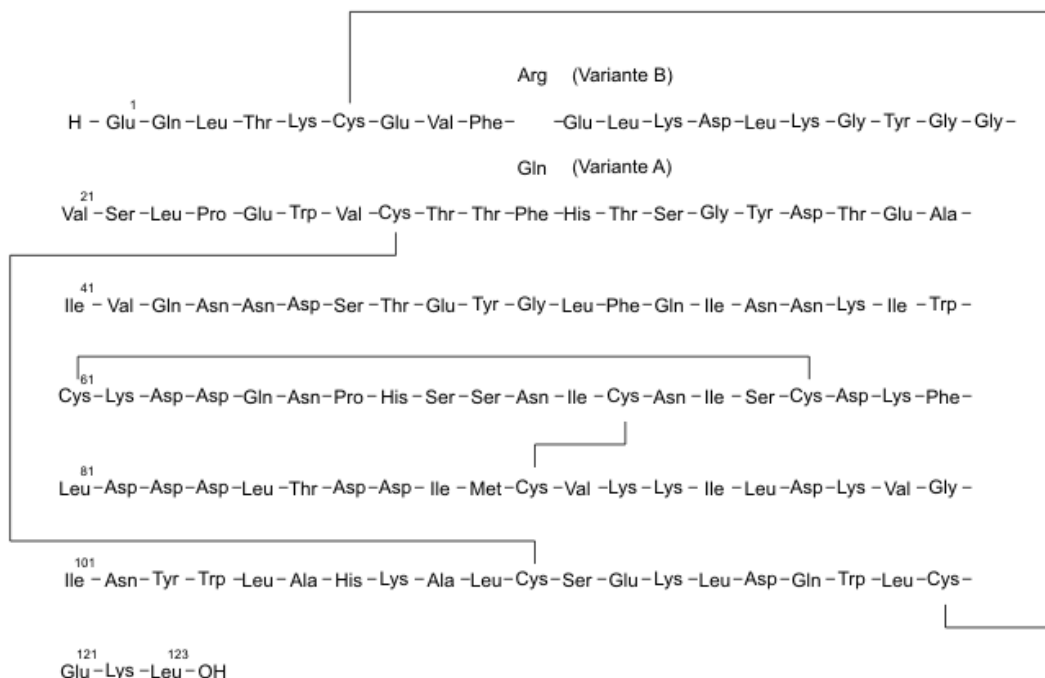 Arg (Variante B)
1
H – Glu – Gln – Leu – Thr – Lys – Cys – Glu – Val – Phe – – Glu – Leu – Lys – Asp – Leu – Lys – Gly – Tyr – Gly – Gly –
Gln (Variante A)
21
Val – Ser – Leu – Pro – Glu – Trp – Val – Cys – Thr – Thr – Phe – His – Thr – Ser – Gly – Tyr – Asp – Thr – Glu – Ala –
41
Ile – Val – Gln – Asn – Asn – Asp – Ser – Thr – Glu – Tyr – Gly – Leu – Phe – Gln – Ile – Asn – Asn – Lys – Ile – Trp –
61
Cys – Lys – Asp – Asp – Gln – Asn – Pro – His – Ser – Ser – Asn – Ile – Cys – Asn – Ile – Ser – Cys – Asp – Lys – Phe –
81
Leu – Asp – Asp – Asp – Leu – Thr – Asp – Asp – Ile – Met – Cys – Val – Lys – Lys – Ile – Leu – Asp – Lys – Val – Gly –
101
Ile – Asn – Tyr – Trp – Leu – Ala – His – Lys – Ala – Leu – Cys – Ser – Glu – Lys – Leu – Asp – Gln – Trp – Leu – Cys –
121 123
Glu – Lys – Leu – OH